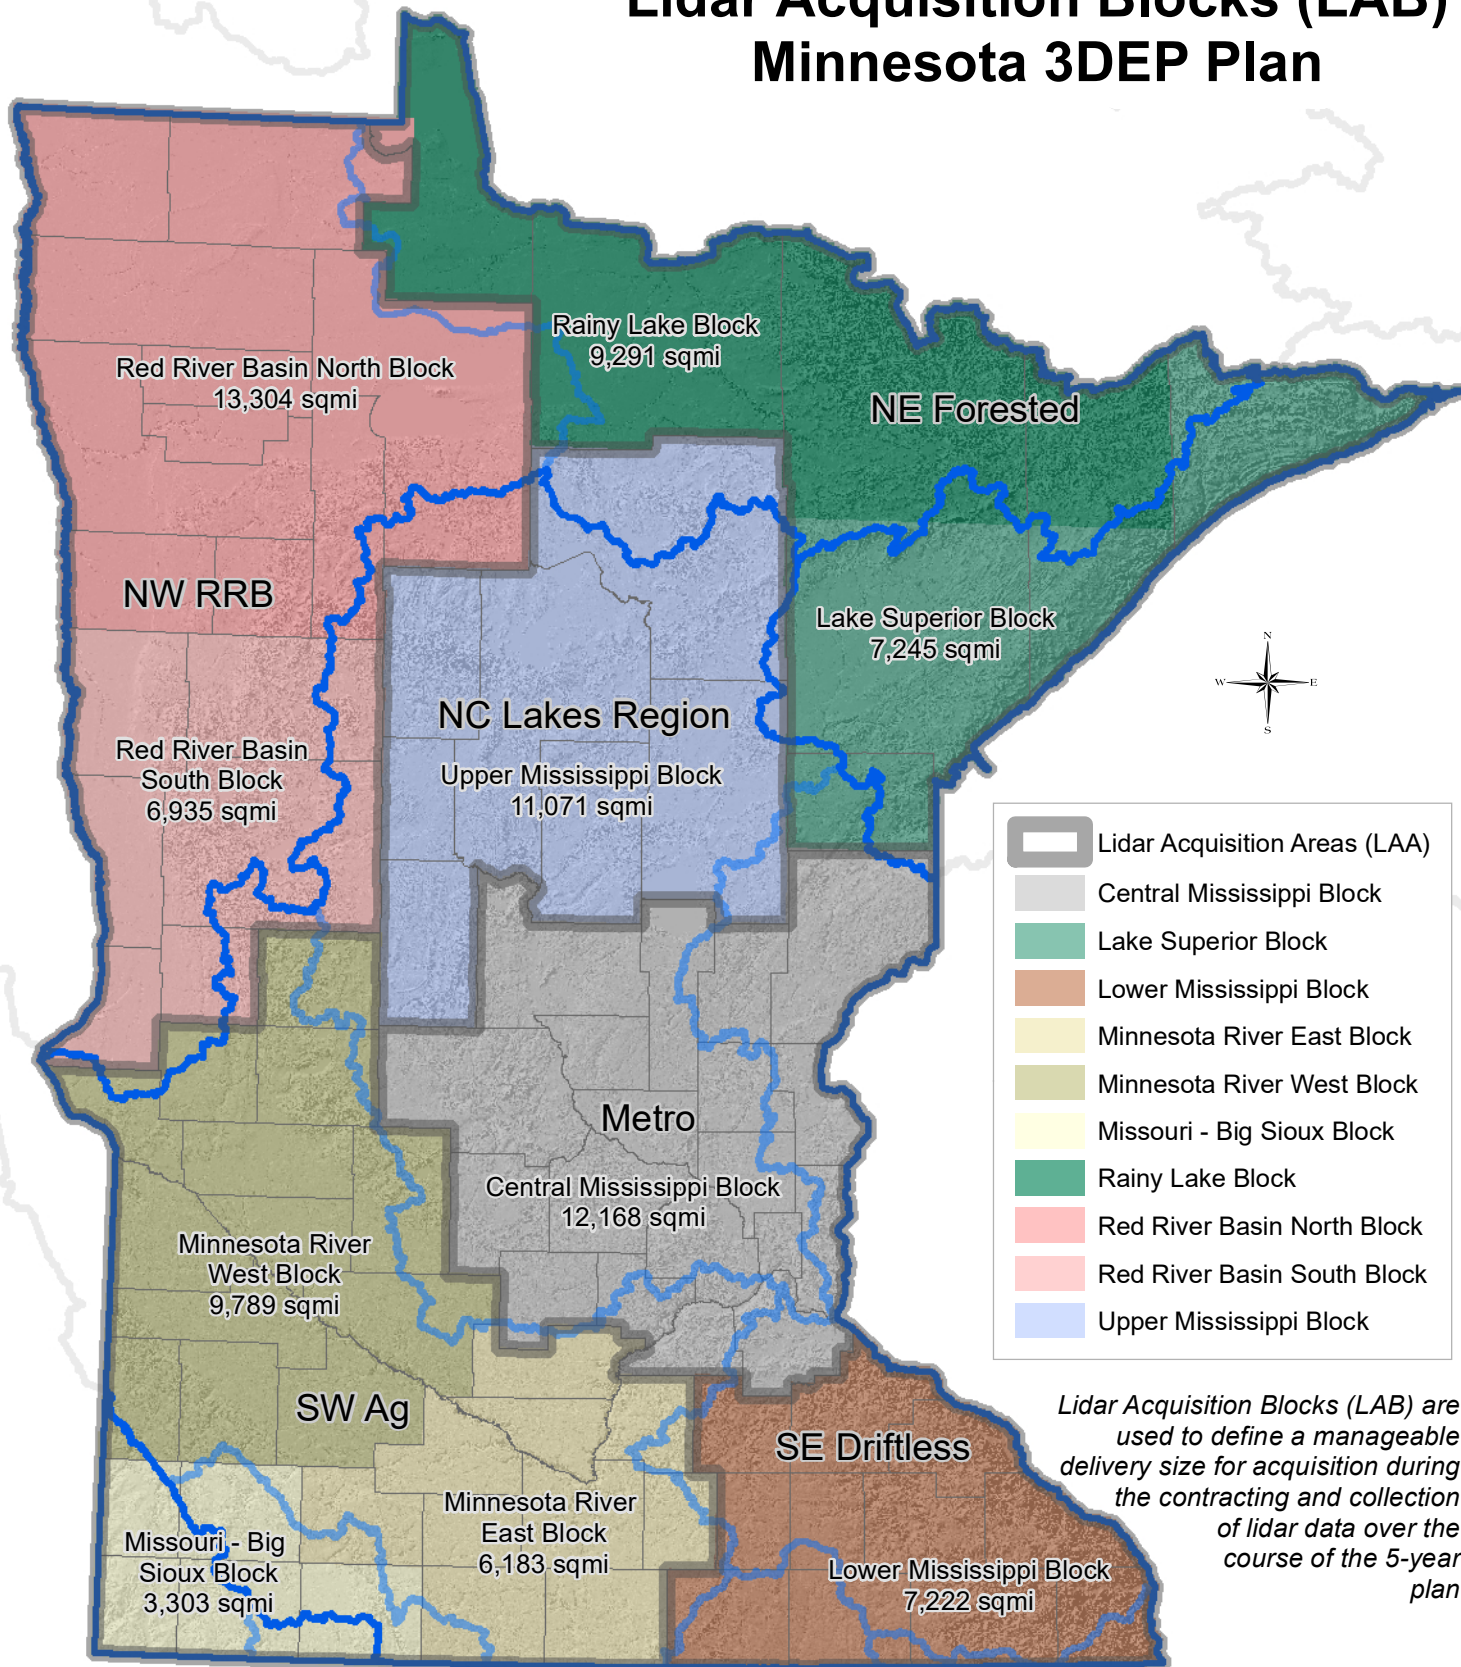 Lidar Acquisition Blocks (LAB)
Minnesota 3DEP Plan
Rainy Lake Block
9,291 sqmi
Red River Basin North Block
13,304 sqmi
NE Forested
NW RRB
Lake Superior Block
7,245 sqmi
N
W
E
S
NC Lakes Region
Red River Basin
South Block
6,935 sqmi
Upper Mississippi Block
11,071 sqmi
Lidar Acquisition Areas (LAA)
Central Mississippi Block
Lake Superior Block
Lower Mississippi Block
Minnesota River East Block
Minnesota River West Block
Missouri - Big Sioux Block
Rainy Lake Block
Red River Basin North Block
Red River Basin South Block
Upper Mississippi Block
Metro
Central Mississippi Block
12,168 sqmi
Minnesota River
West Block
9,789 sqmi
SW Ag
SE Driftless
Lidar Acquisition Blocks (LAB) are
used to define a manageable
delivery size for acquisition during
the contracting and collection
of lidar data over the
course of the 5-year
plan
Minnesota River
East Block
6,183 sqmi
Missouri - Big
Sioux Block
3,303 sqmi
Lower Mississippi Block
7,222 sqmi